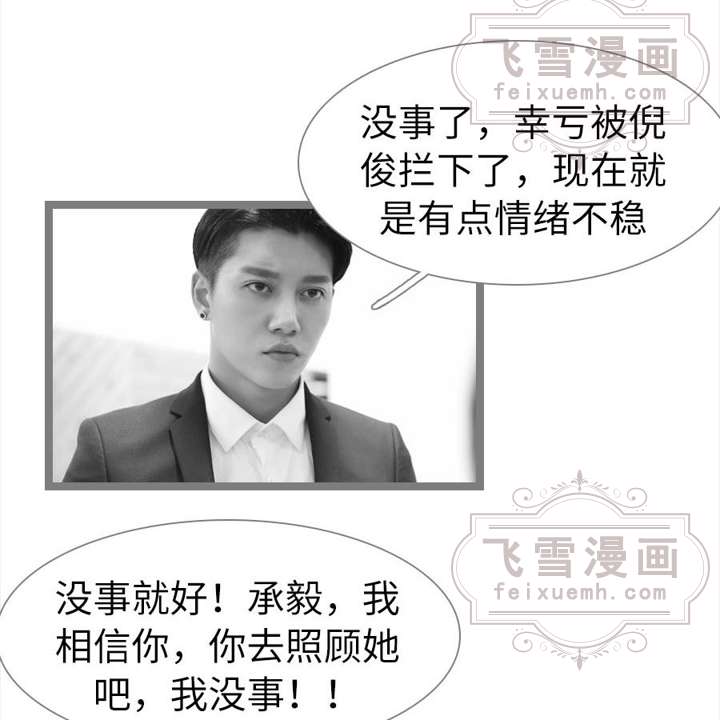 飞雪漫画
feixuemh.com
没事了，幸亏被倪
俊拦下了，现在就
是有点情绪不稳
飞雪漫画
feixuemh.com
没事就好！承毅，我
相信你，你去照顾她
吧，我没事！！